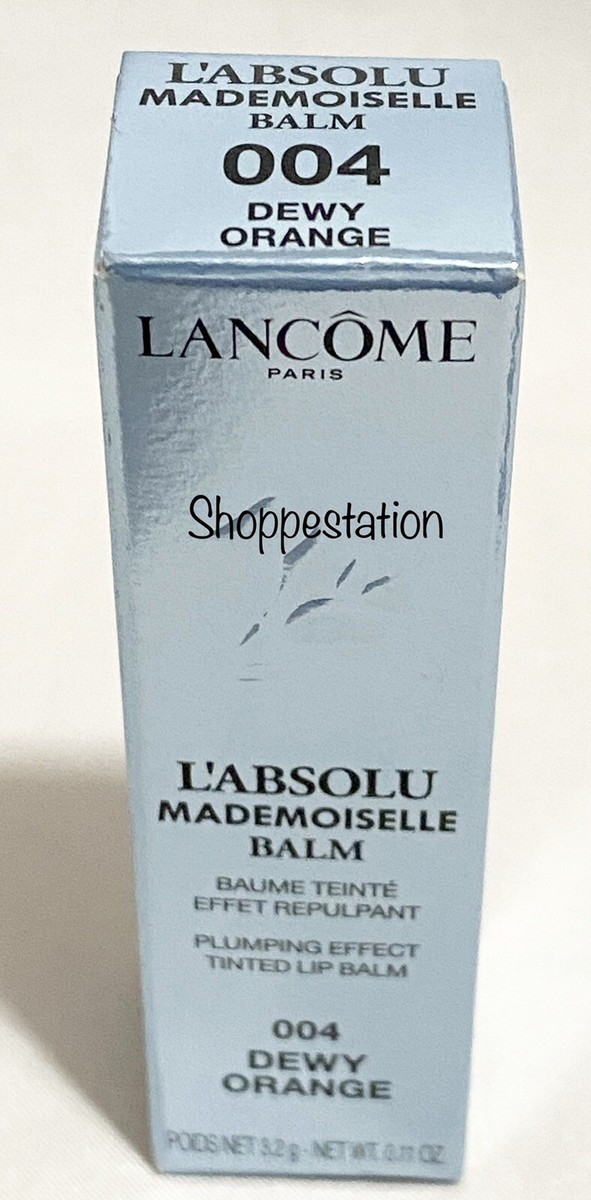 L'ABSOLU
MADEMOISELLE
BALM
004
DEWY
ORANGE
LANCÔME
PARIS
Shoppestation
L'ABSOLU
MADEMOISELLE
BALM
BAUME TEINTÉ
EFFET REPULPANT
PLUMPING EFFECT
TINTED LIP BALM
004
DEWY
ORANGE
POIDS NET 3.2 g - NET WT. 0.11 OZ